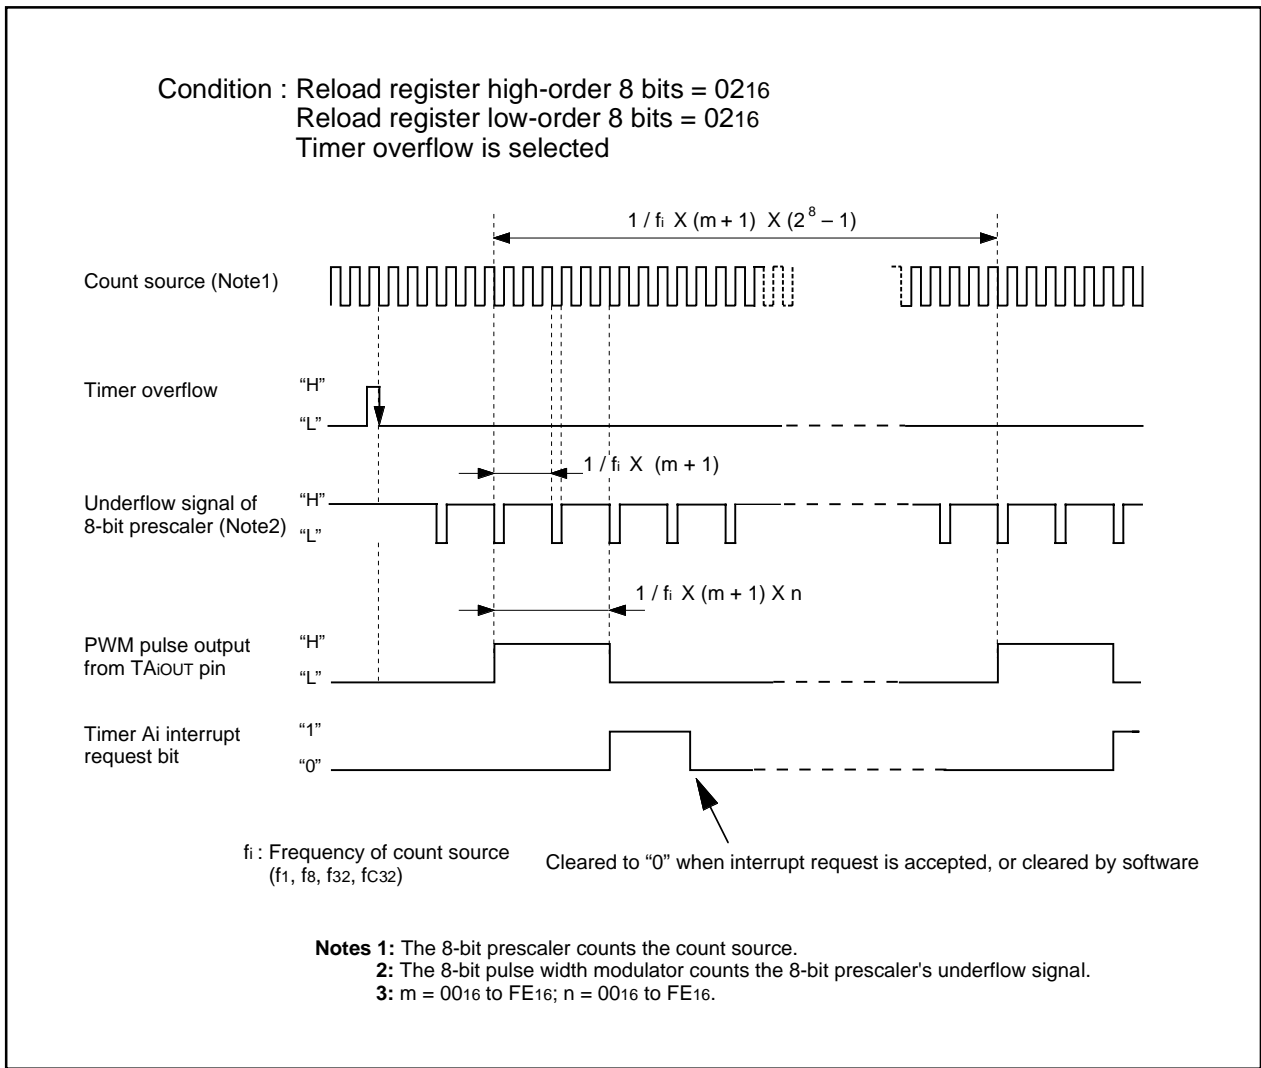 Condition : Reload register high-order 8 bits = 0216
Reload register low-order 8 bits = 0216
Timer overflow is selected
1 / fi X (m + 1) X (2^8 – 1)
Count source (Note1)
Timer overflow
“H”
“L”
1 / fi X (m + 1)
Underflow signal of
8-bit prescaler (Note2)
“H”
“L”
1 / fi X (m + 1) X n
PWM pulse output
from TAiOUT pin
“H”
“L”
Timer Ai interrupt
request bit
“1”
“0”
fi : Frequency of count source
(f1, f8, f32, fC32)
Cleared to “0” when interrupt request is accepted, or cleared by software
Notes 1: The 8-bit prescaler counts the count source.
2: The 8-bit pulse width modulator counts the 8-bit prescaler's underflow signal.
3: m = 0016 to FE16; n = 0016 to FE16.